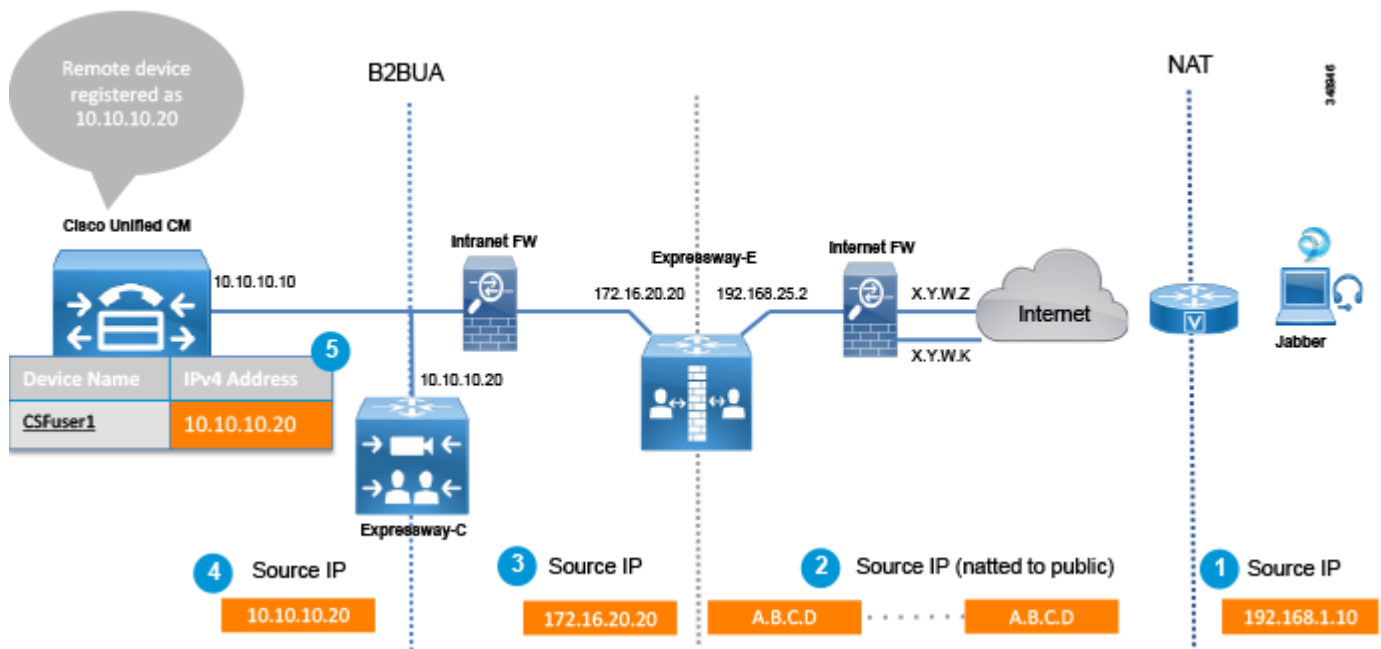 Remote device
registered as
10.10.10.20
B2BUA
NAT
348946
Cisco Unified CM
Intranet FW
Expressway-E
Internet FW
10.10.10.10
172.16.20.20
192.168.25.2
X.Y.W.Z
Internet
X.Y.W.K
V
Jabber
5
Device Name
IPv4 Address
CSFuser1
10.10.10.20
10.10.10.20
Expressway-C
4
Source IP
10.10.10.20
3
Source IP
172.16.20.20
2
Source IP (natted to public)
A.B.C.D
A.B.C.D
1
Source IP
192.168.1.10